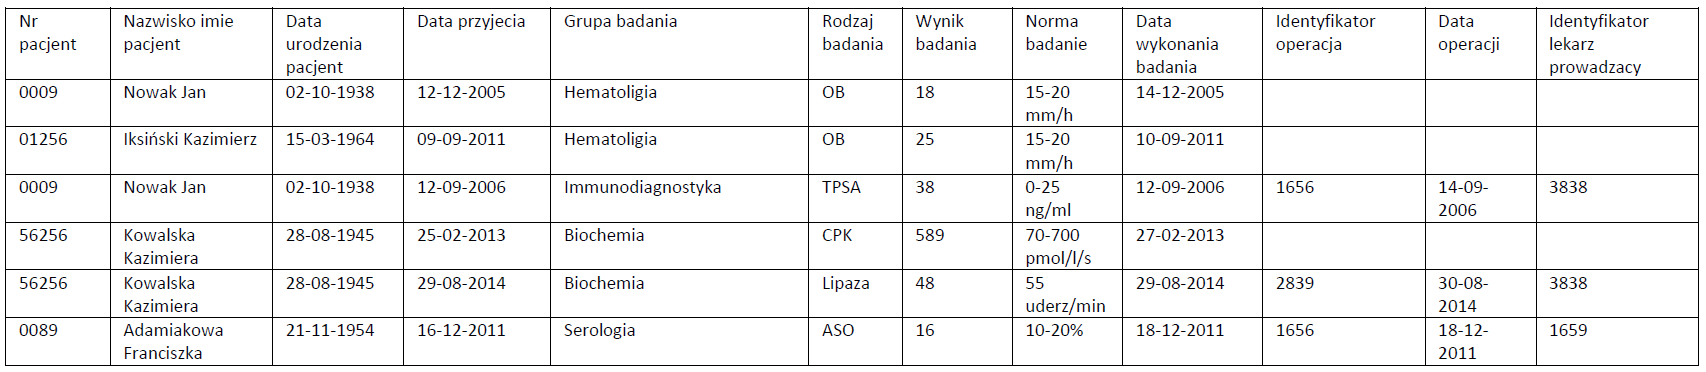 Nr Nazwisko imie Data Data przyjecia Grupa badania Rodzaj Wynik Norma Data Identyfikator Data Identyfikator
pacjent pacjent urodzenia badania badania badanie wykonania operacja operacji lekarz
pacjent badania prowadzacy
0009 Nowak Jan 02-10-1938 12-12-2005 Hematoligia OB 18 15-20 14-12-2005
mm/h
01256 Iksiński Kazimierz 15-03-1964 09-09-2011 Hematoligia OB 25 15-20 10-09-2011
mm/h
0009 Nowak Jan 02-10-1938 12-09-2006 Immunodiagnostyka TPSA 38 0-25 12-09-2006 1656 14-09- 3838
ng/ml 2006
56256 Kowalska 28-08-1945 25-02-2013 Biochemia CPK 589 70-700 27-02-2013
Kazimiera pmol/l/s
56256 Kowalska 28-08-1945 29-08-2014 Biochemia Lipaza 48 55 29-08-2014 2839 30-08- 3838
Kazimiera uderz/min 2014
0089 Adamiakowa 21-11-1954 16-12-2011 Serologia ASO 16 10-20% 18-12-2011 1656 18-12- 1659
Franciszka 2011